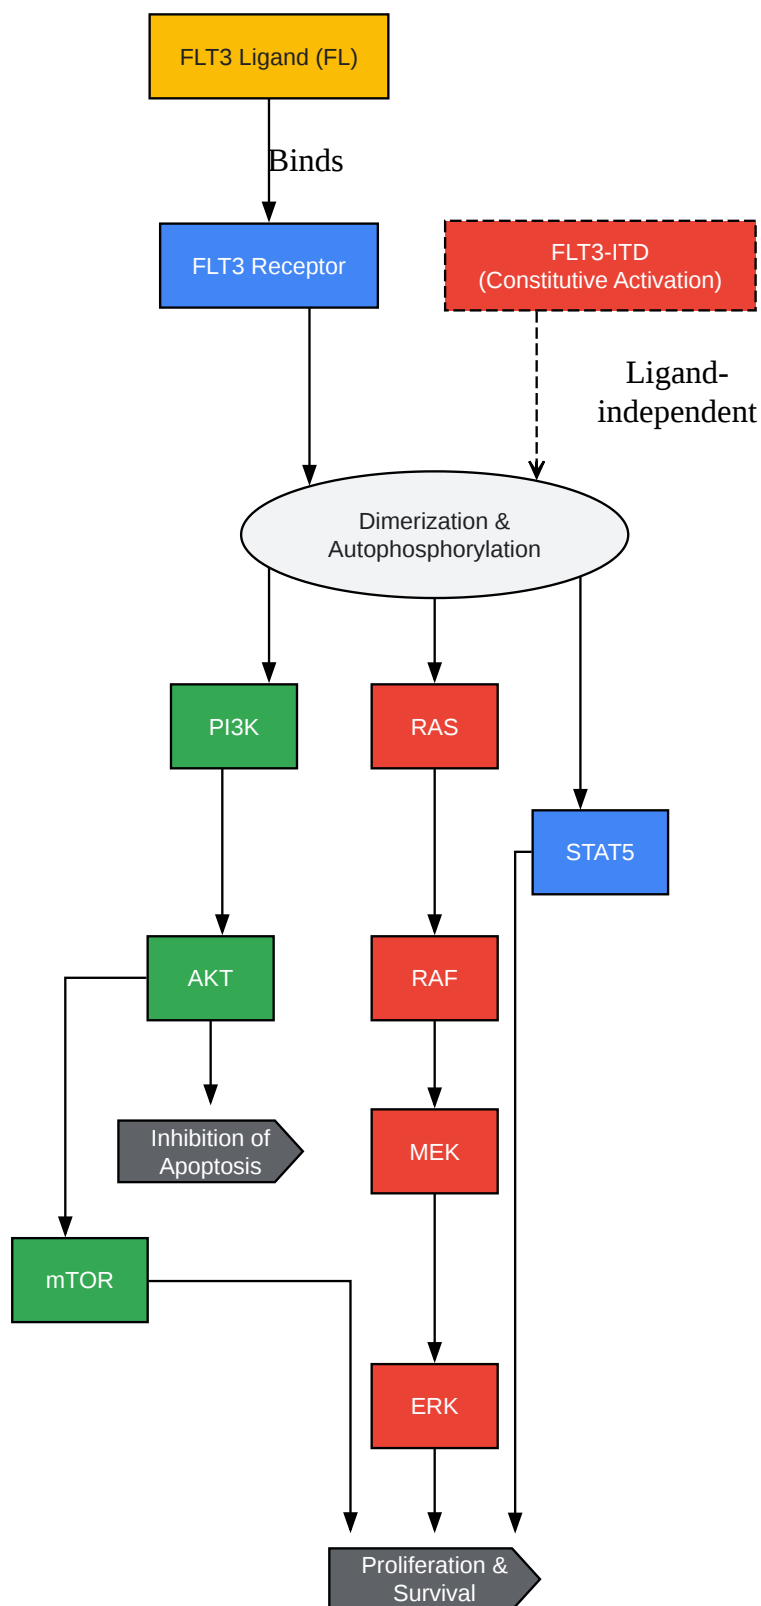 FLT3 Ligand (FL)
Binds
FLT3 Receptor
FLT3-ITD
(Constitutive Activation)
Ligand-
independent
Dimerization &
Autophosphorylation
PI3K
RAS
STAT5
AKT
RAF
Inhibition of
Apoptosis
MEK
mTOR
ERK
Proliferation &
Survival